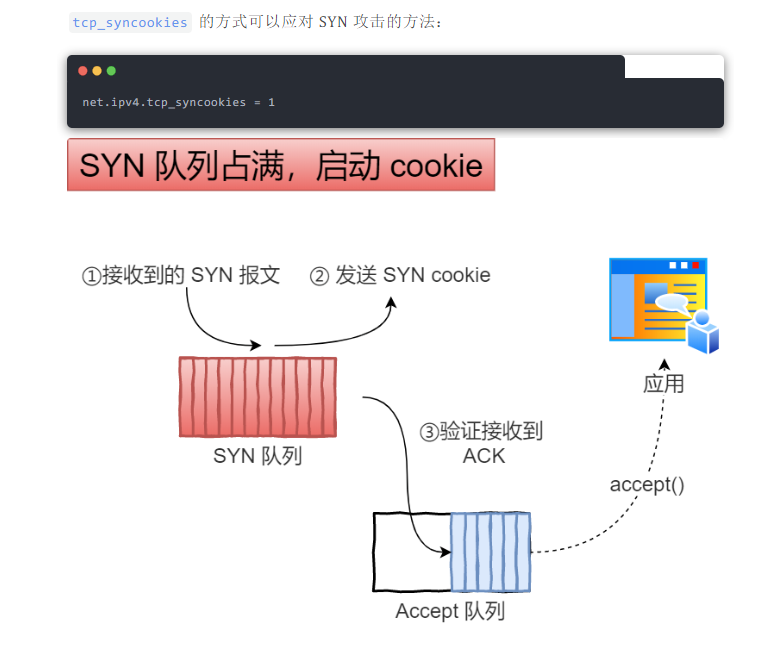 tcp_syncookies 的方式可以应对 SYN 攻击的方法：
net.ipv4.tcp_syncookies = 1
SYN 队列占满，启动 cookie
①接收到的 SYN 报文
② 发送 SYN cookie
应用
③验证接收到
ACK
SYN 队列
accept()
Accept 队列